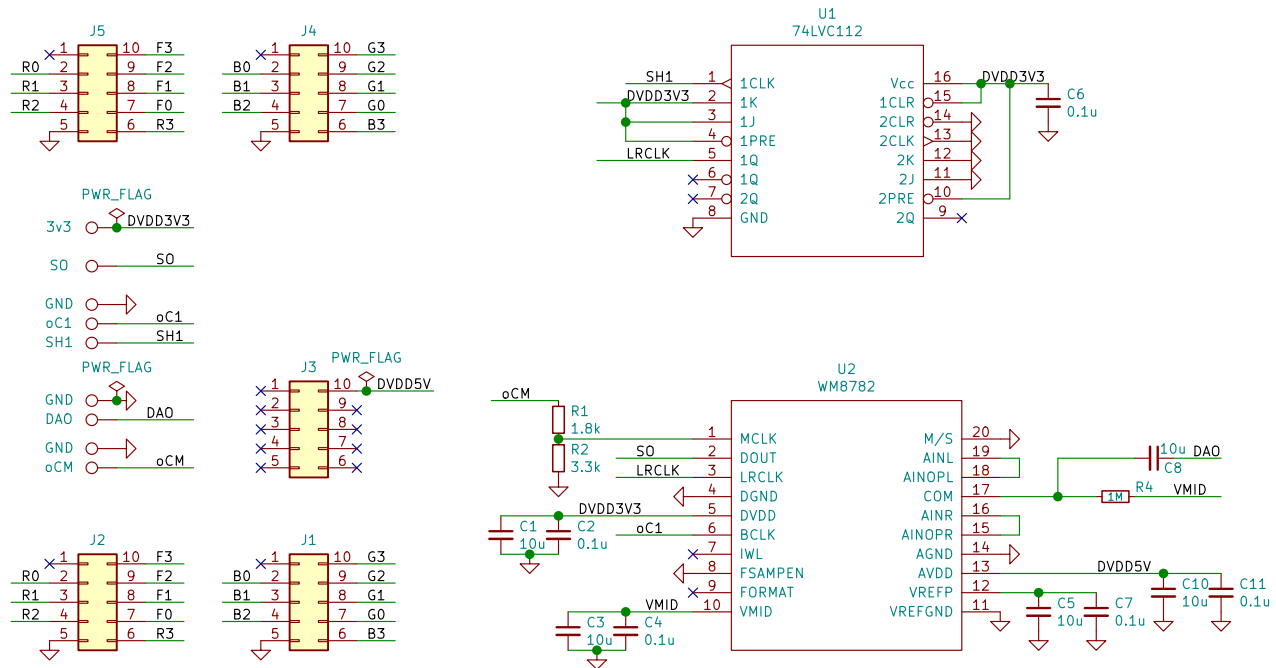 J5
1 10 F3
R0 2 9 F2
R1 3 8 F1
R2 4 7 F0
5 6 R3
J4
1 10 G3
B0 2 9 G2
B1 3 8 G1
B2 4 7 G0
5 6 B3
U1
74LVC112
SH1 1 1CLK Vcc 16 DVDD3V3
DVDD3V3 2 1K 1CLR 15
3 1J 2CLR 14
4 1PRE 2CLK 13
LRCLK 5 1Q 2K 12
6 1Q 2J 11
7 2Q 2PRE 10
8 GND 2Q 9
C6
0.1u
PWR_FLAG
3v3 DVDD3V3
SO SO
GND
oC1 oC1
SH1 SH1
PWR_FLAG
GND
DAO DAO
GND
oCM oCM
J3
PWR_FLAG
1 10 DVDD5V
2 9
3 8
4 7
5 6
U2
WM8782
oCM
R1
1.8k
R2
3.3k
1 MCLK M/S 20
SO 2 DOUT AINL 19
LRCLK 3 LRCLK AINOPL 18
4 DGND COM 17
DVDD3V3 5 DVDD AINR 16
oC1 6 BCLK AINOPR 15
7 IWL AGND 14
8 FSAMPEN AVDD 13 DVDD5V
9 FORMAT VREFP 12
VMID 10 VMID VREFGND 11
C1
10u
C2
0.1u
C3
10u
C4
0.1u
10u
C8
DAO
1M R4 VMID
C5
10u
C7
0.1u
C10
10u
C11
0.1u
J2
1 10 F3
R0 2 9 F2
R1 3 8 F1
R2 4 7 F0
5 6 R3
J1
1 10 G3
B0 2 9 G2
B1 3 8 G1
B2 4 7 G0
5 6 B3